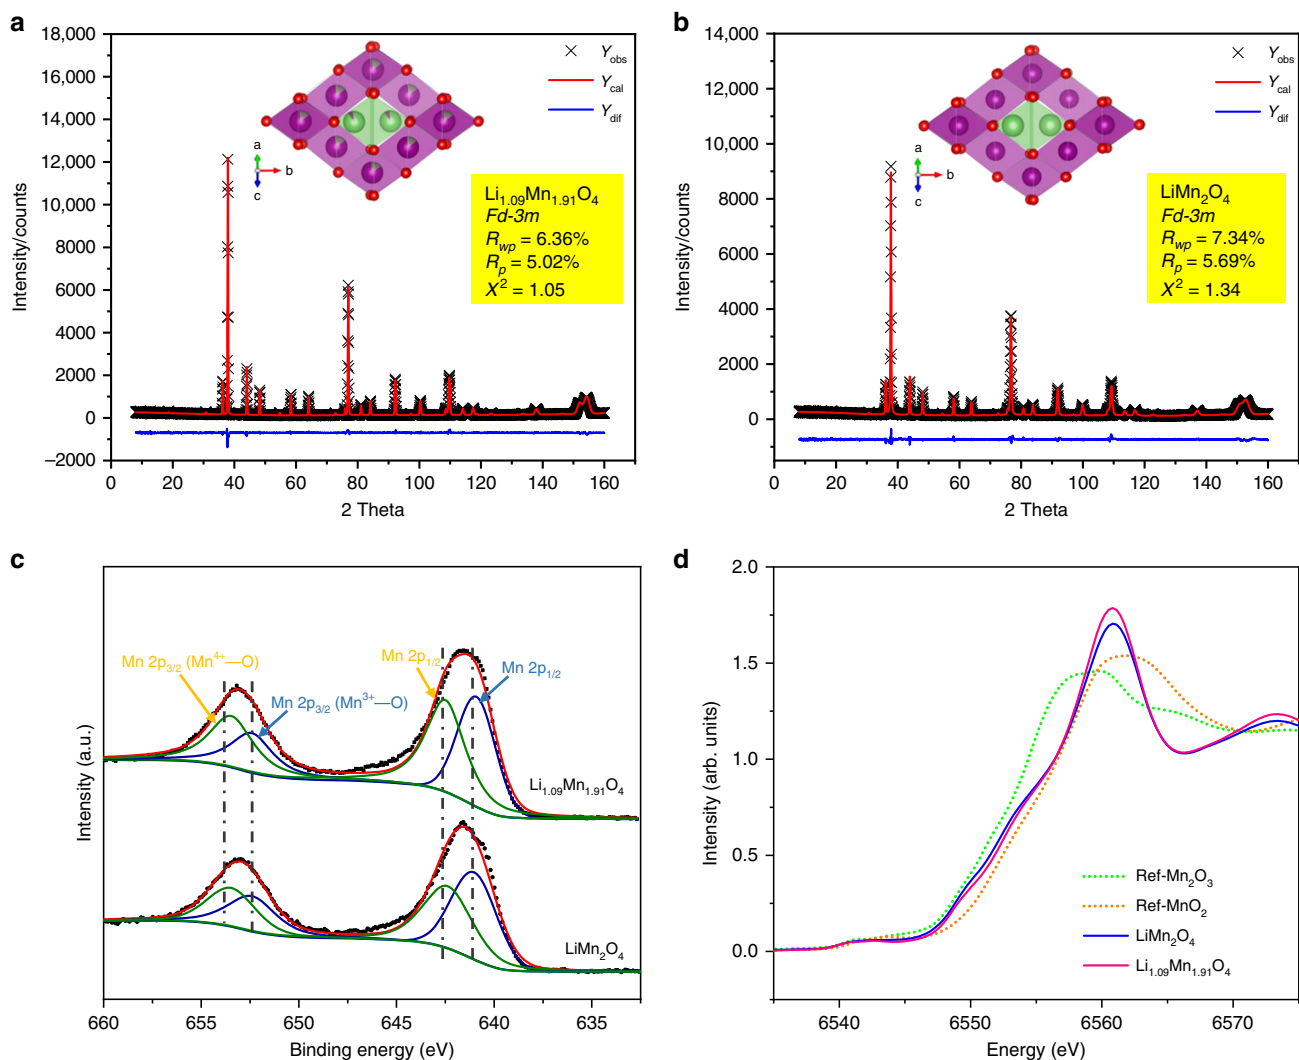 a
18,000
16,000
14,000
12,000
10,000
8000
6000
4000
2000
0
–2000
Intensity/counts
0 20 40 60 80 100 120 140 160
2 Theta
Yobs
Ycal
Ydif
a
b
c
Li1.09Mn1.91O4
Fd-3m
Rwp = 6.36%
Rp = 5.02%
X2 = 1.05
b
14,000
12,000
10,000
8000
6000
4000
2000
0
Intensity/counts
0 20 40 60 80 100 120 140 160
2 Theta
Yobs
Ycal
Ydif
a
b
c
LiMn2O4
Fd-3m
Rwp = 7.34%
Rp = 5.69%
X2 = 1.34
c
Intensity (a.u.)
Mn 2p3/2 (Mn4+—O)
Mn 2p3/2 (Mn3+—O)
Mn 2p1/2
Mn 2p1/2
Li1.09Mn1.91O4
LiMn2O4
660 655 650 645 640 635
Binding energy (eV)
d
2.0
1.5
1.0
0.5
0.0
Intensity (arb. units)
Ref-Mn2O3
Ref-MnO2
LiMn2O4
Li1.09Mn1.91O4
6540 6550 6560 6570
Energy (eV)